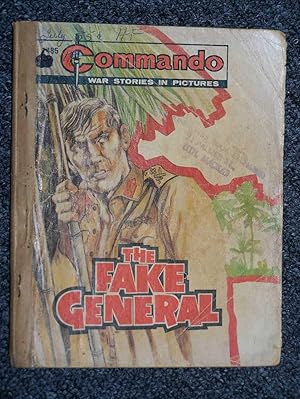 Commando
WAR STORIES IN PICTURES
THE
FAKE
GENERAL